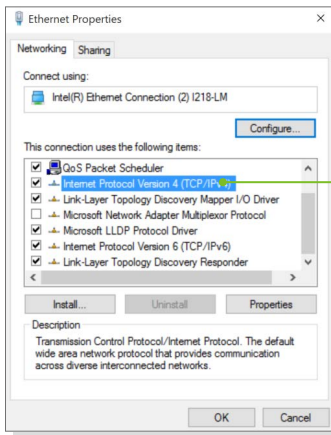 Ethernet Properties
Networking
Sharing
Connect using:
Intel(R) Ethernet Connection (2) I218-LM
Configure...
This connection uses the following items:
QoS Packet Scheduler
Internet Protocol Version 4 (TCP/IPv4)
Link-Layer Topology Discovery Mapper I/O Driver
Microsoft Network Adapter Multiplexor Protocol
Microsoft LLDP Protocol Driver
Internet Protocol Version 6 (TCP/IPv6)
Link-Layer Topology Discovery Responder
Install...
Uninstall
Properties
Description
Transmission Control Protocol/Internet Protocol. The default
wide area network protocol that provides communication
across diverse interconnected networks.
OK
Cancel